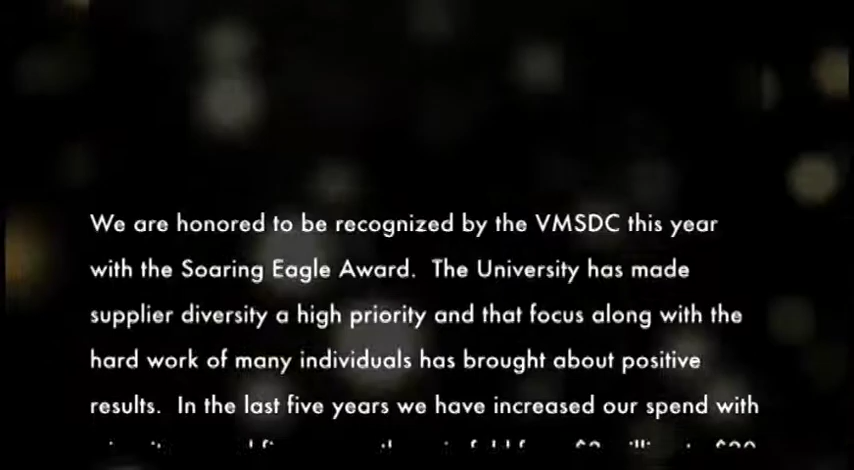 We are honored to be recognized by the VMSDC this year
with the Soaring Eagle Award.  The University has made
supplier diversity a high priority and that focus along with the
hard work of many individuals has brought about positive
results.  In the last five years we have increased our spend with